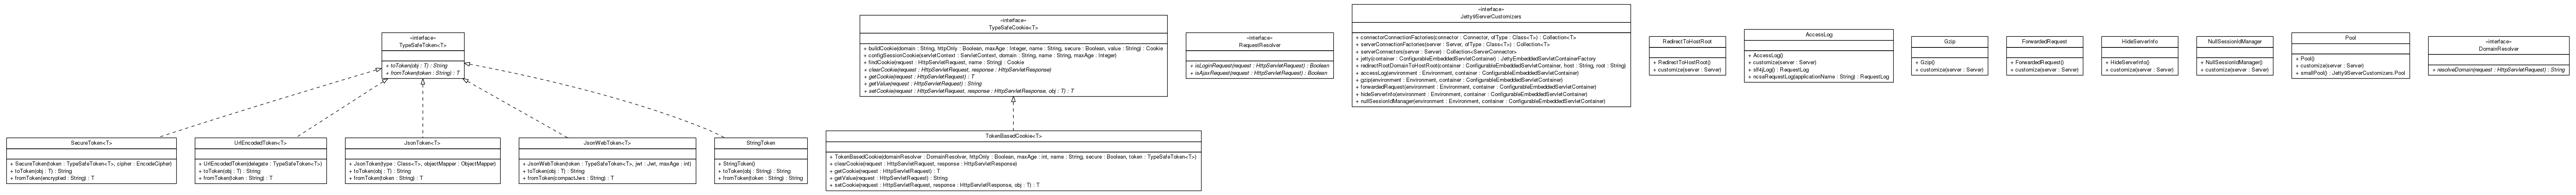 «interface»
TypeSafeToken<T>
+ toToken(obj : T) : String
+ fromToken(token : String) : T
SecureToken<T>
+ SecureToken(token : TypeSafeToken<T>, cipher : EncodeCipher)
+ toToken(obj : T) : String
+ fromToken(encrypted : String) : T
UrlEncodedToken<T>
+ UrlEncodedToken(delegate : TypeSafeToken<T>)
+ toToken(obj : T) : String
+ fromToken(token : String) : T
JsonToken<T>
+ JsonToken(type : Class<T>, objectMapper : ObjectMapper)
+ toToken(obj : T) : String
+ fromToken(token : String) : T
JsonWebToken<T>
+ JsonWebToken(token : TypeSafeToken<T>, jwt : Jwt, maxAge : int)
+ toToken(obj : T) : String
+ fromToken(compactJws : String) : T
StringToken
+ StringToken()
+ toToken(obj : String) : String
+ fromToken(token : String) : String
«interface»
TypeSafeCookie<T>
+ buildCookie(domain : String, httpOnly : Boolean, maxAge : Integer, name : String, secure : Boolean, value : String) : Cookie
+ configSessionCookie(servletContext : ServletContext, domain : String, name : String, maxAge : Integer)
+ findCookie(request : HttpServletRequest, name : String) : Cookie
+ clearCookie(request : HttpServletRequest, response : HttpServletResponse)
+ getCookie(request : HttpServletRequest) : T
+ getValue(request : HttpServletRequest) : String
+ setCookie(request : HttpServletRequest, response : HttpServletResponse, obj : T) : T
TokenBasedCookie<T>
+ TokenBasedCookie(domainResolver : DomainResolver, httpOnly : Boolean, maxAge : int, name : String, secure : Boolean, token : TypeSafeToken<T>)
+ clearCookie(request : HttpServletRequest, response : HttpServletResponse)
+ getCookie(request : HttpServletRequest) : T
+ getValue(request : HttpServletRequest) : String
+ setCookie(request : HttpServletRequest, response : HttpServletResponse, obj : T) : T
«interface»
RequestResolver
+ isLoginRequest(request : HttpServletRequest) : Boolean
+ isAjaxRequest(request : HttpServletRequest) : Boolean
«interface»
Jetty9ServerCustomizers
+ connectorConnectionFactories(connector : Connector, ofType : Class<T>) : Collection<T>
+ serverConnectionFactories(server : Server, ofType : Class<T>) : Collection<T>
+ serverConnectors(server : Server) : Collection<ServerConnector>
+ jetty(container : ConfigurableEmbeddedServletContainer) : JettyEmbeddedServletContainerFactory
+ redirectRootDomainToHostRoot(container : ConfigurableEmbeddedServletContainer, host : String, root : String)
+ accessLog(environment : Environment, container : ConfigurableEmbeddedServletContainer)
+ gzip(environment : Environment, container : ConfigurableEmbeddedServletContainer)
+ forwardedRequest(environment : Environment, container : ConfigurableEmbeddedServletContainer)
+ hideServerInfo(environment : Environment, container : ConfigurableEmbeddedServletContainer)
+ nullSessionIdManager(environment : Environment, container : ConfigurableEmbeddedServletContainer)
RedirectToHostRoot
+ RedirectToHostRoot()
+ customize(server : Server)
AccessLog
+ AccessLog()
+ customize(server : Server)
+ slf4jLog() : RequestLog
+ ncsaRequestLog(applicationName : String) : RequestLog
Gzip
+ Gzip()
+ customize(server : Server)
ForwardedRequest
+ ForwardedRequest()
+ customize(server : Server)
HideServerInfo
+ HideServerInfo()
+ customize(server : Server)
NullSessionIdManager
+ NullSessionIdManager()
+ customize(server : Server)
Pool
+ Pool()
+ customize(server : Server)
+ smallPool() : Jetty9ServerCustomizers.Pool
«interface»
DomainResolver
+ resolveDomain(request : HttpServletRequest) : String